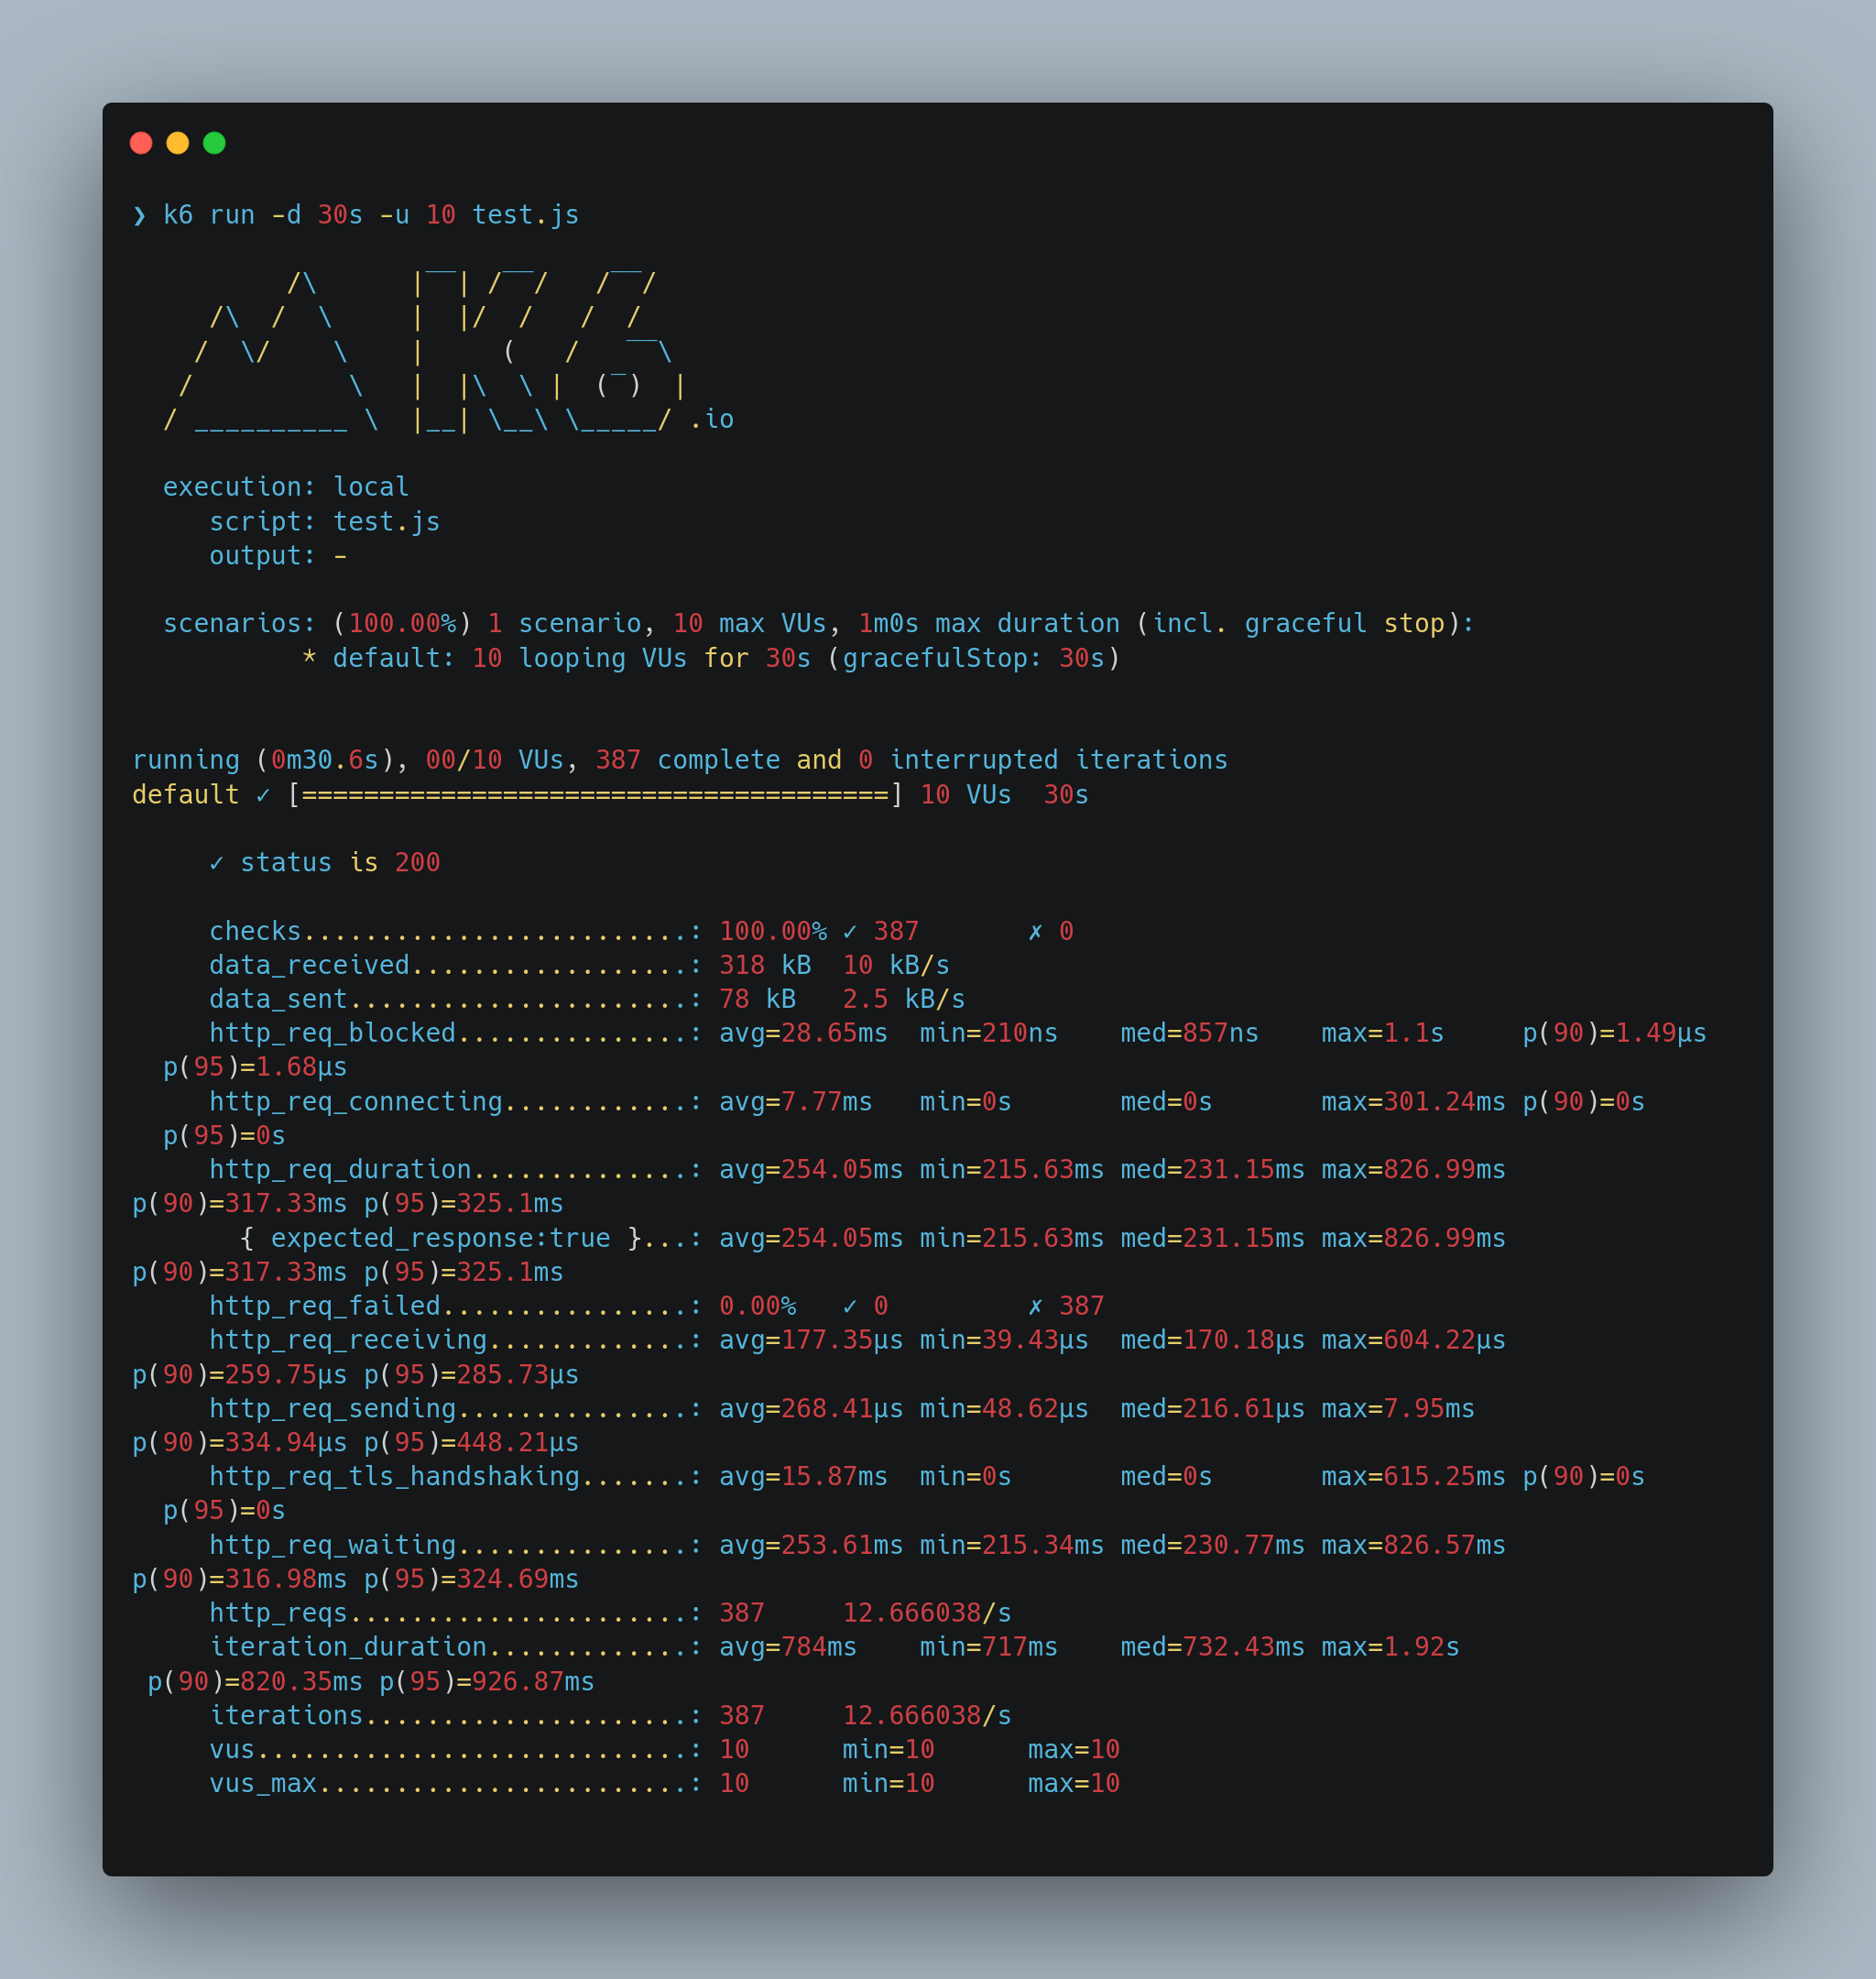 ❯ k6 run -d 30s -u 10 test.js
          /\      |‾‾| /‾‾/   /‾‾/
     /\  /  \     |  |/  /   /  /
    /  \/    \    |     (   /   ‾‾\
   /          \   |  |\  \ |  (‾)  |
  / __________ \  |__| \__\ \_____/ .io
  execution: local
     script: test.js
     output: -
  scenarios: (100.00%) 1 scenario, 10 max VUs, 1m0s max duration (incl. graceful stop):
           * default: 10 looping VUs for 30s (gracefulStop: 30s)
running (0m30.6s), 00/10 VUs, 387 complete and 0 interrupted iterations
default ✓ [======================================] 10 VUs  30s
     ✓ status is 200
     checks.........................: 100.00% ✓ 387       ✗ 0
     data_received..................: 318 kB  10 kB/s
     data_sent......................: 78 kB   2.5 kB/s
     http_req_blocked...............: avg=28.65ms  min=210ns    med=857ns    max=1.1s     p(90)=1.49µs
  p(95)=1.68µs
     http_req_connecting............: avg=7.77ms   min=0s       med=0s       max=301.24ms p(90)=0s
  p(95)=0s
     http_req_duration..............: avg=254.05ms min=215.63ms med=231.15ms max=826.99ms
p(90)=317.33ms p(95)=325.1ms
       { expected_response:true }...: avg=254.05ms min=215.63ms med=231.15ms max=826.99ms
p(90)=317.33ms p(95)=325.1ms
     http_req_failed................: 0.00%   ✓ 0         ✗ 387
     http_req_receiving.............: avg=177.35µs min=39.43µs  med=170.18µs max=604.22µs
p(90)=259.75µs p(95)=285.73µs
     http_req_sending...............: avg=268.41µs min=48.62µs  med=216.61µs max=7.95ms
p(90)=334.94µs p(95)=448.21µs
     http_req_tls_handshaking.......: avg=15.87ms  min=0s       med=0s       max=615.25ms p(90)=0s
  p(95)=0s
     http_req_waiting...............: avg=253.61ms min=215.34ms med=230.77ms max=826.57ms
p(90)=316.98ms p(95)=324.69ms
     http_reqs......................: 387     12.666038/s
     iteration_duration.............: avg=784ms    min=717ms    med=732.43ms max=1.92s
 p(90)=820.35ms p(95)=926.87ms
     iterations.....................: 387     12.666038/s
     vus............................: 10      min=10      max=10
     vus_max........................: 10      min=10      max=10